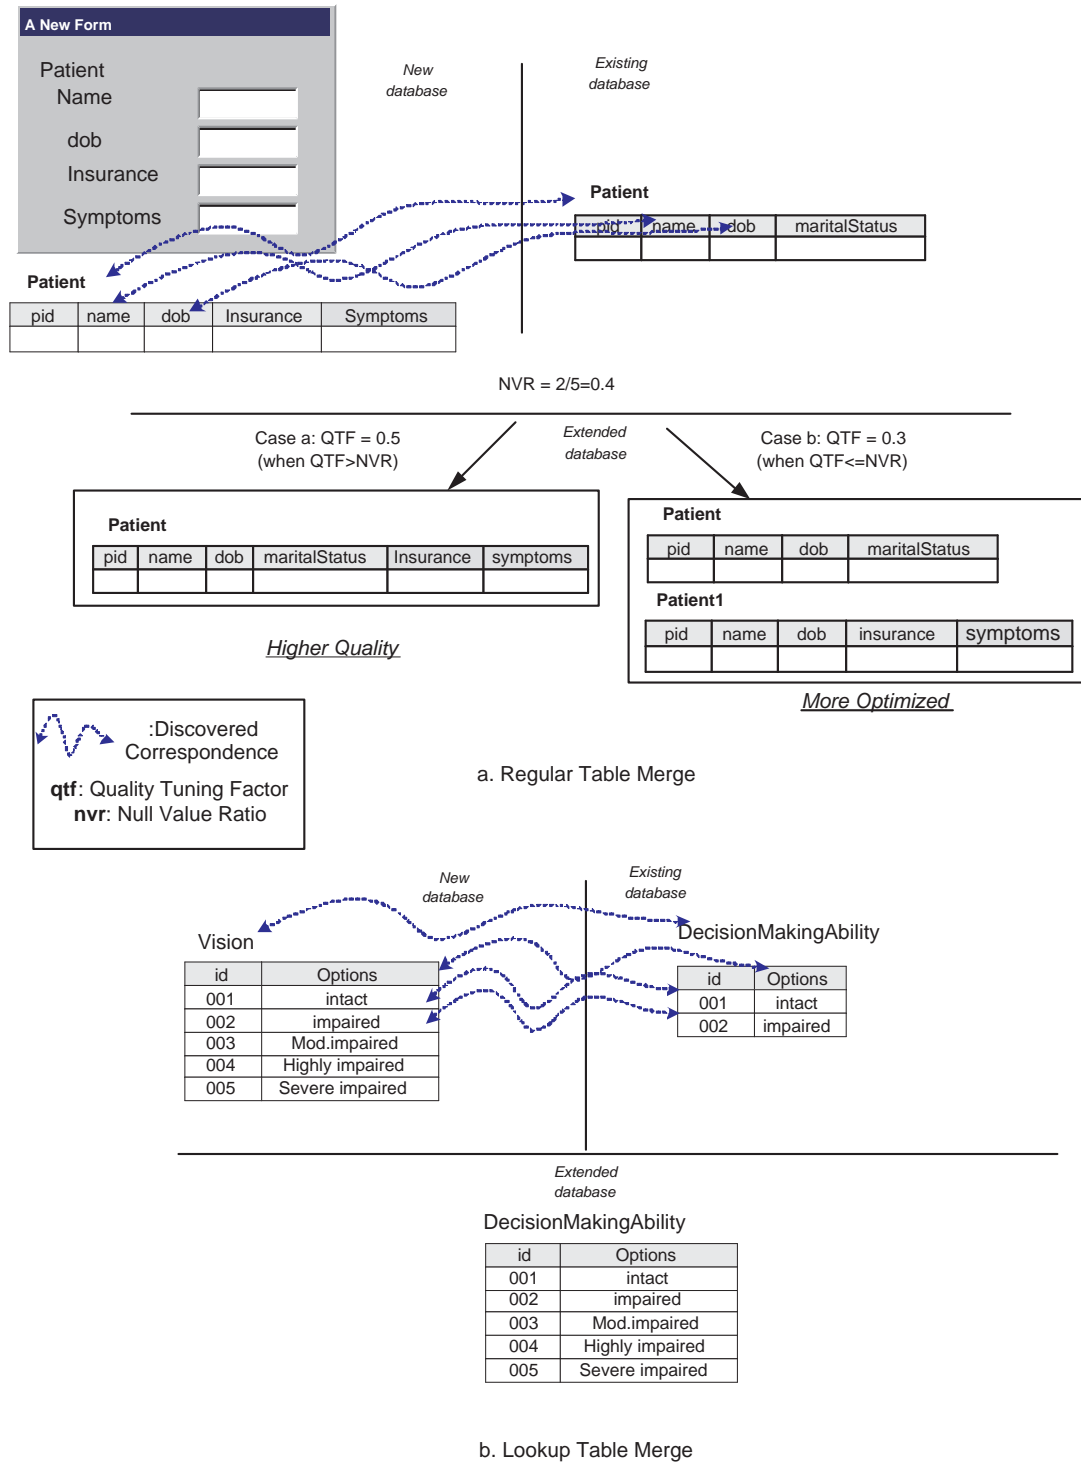 A New Form
Patient
Name
dob
Insurance
Symptoms
New
database
Existing
database
Patient
pid name dob maritalStatus
Patient
pid name dob Insurance Symptoms
NVR = 2/5=0.4
Case a: QTF = 0.5
(when QTF>NVR)
Extended
database
Case b: QTF = 0.3
(when QTF<=NVR)
Patient
pid name dob maritalStatus Insurance symptoms
Higher Quality
Patient
pid name dob maritalStatus
Patient1
pid name dob insurance symptoms
More Optimized
:Discovered
Correspondence
qtf: Quality Tuning Factor
nvr: Null Value Ratio
a. Regular Table Merge
New
database
Existing
database
Vision
id Options
001 intact
002 impaired
003 Mod.impaired
004 Highly impaired
005 Severe impaired
DecisionMakingAbility
id Options
001 intact
002 impaired
Extended
database
DecisionMakingAbility
id Options
001 intact
002 impaired
003 Mod.impaired
004 Highly impaired
005 Severe impaired
b. Lookup Table Merge